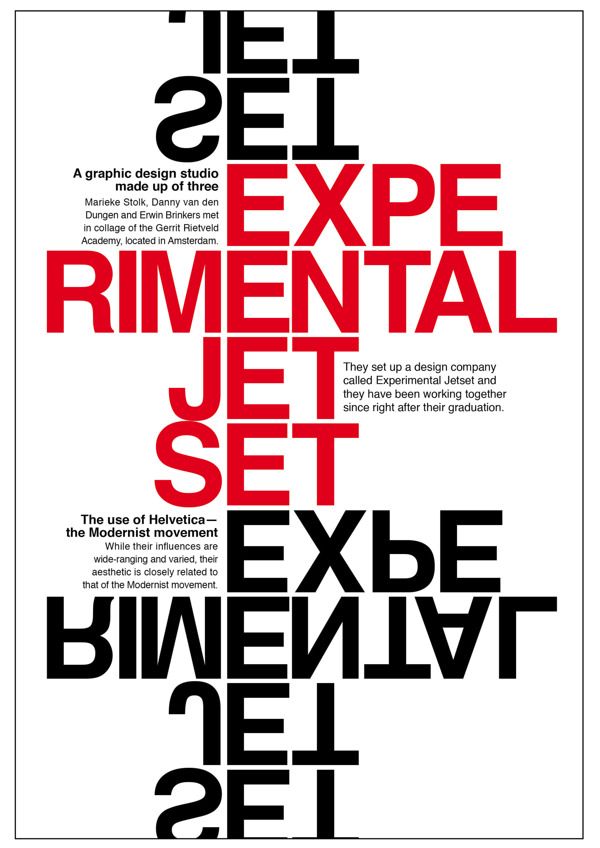 JET
SET
A graphic design studio
made up of three
Marieke Stolk, Danny van den
Dungen and Erwin Brinkers met
in collage of the Gerrit Rietveld
Academy, located in Amsterdam.
EXPE
RIMENTAL
JET
They set up a design company
called Experimental Jetset and
they have been working together
since right after their graduation.
SET
The use of Helvetica—
the Modernist movement
While their influences are
wide-ranging and varied, their
aesthetic is closely related to
that of the Modernist movement.
EXPE
RIMENTAL
JET
SET